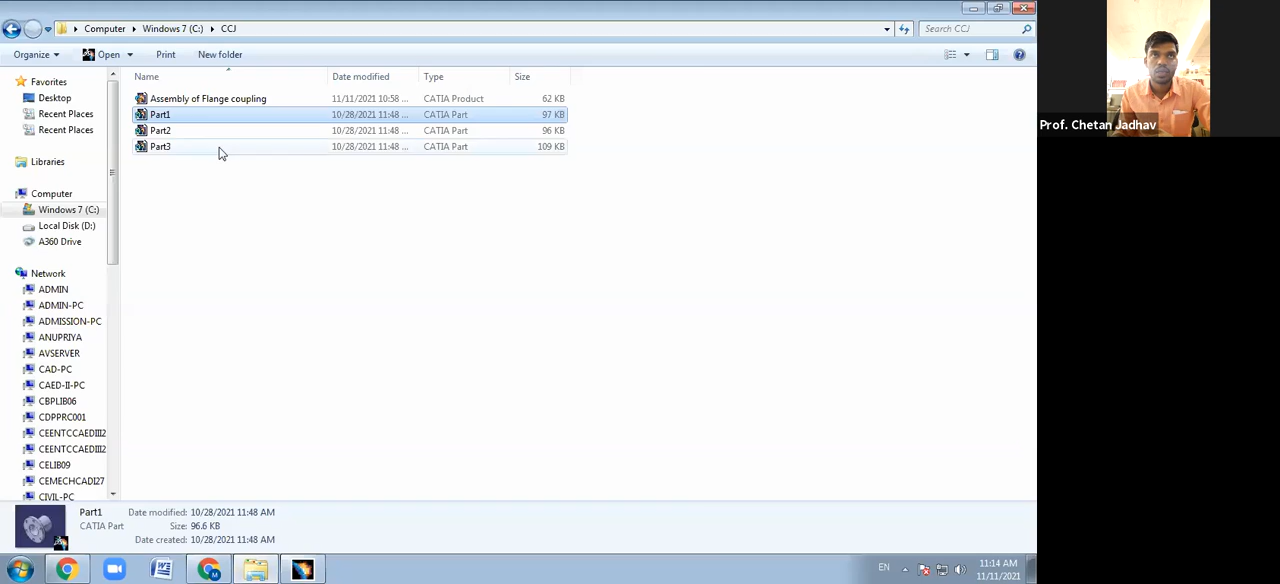 Computer ▸ Windows 7 (C:) ▸ CCJ
Search CCJ
Organize Open Print New folder
Name Date modified Type Size
Assembly of Flange coupling 11/11/2021 10:58 ... CATIA Product 62 KB
Part1 10/28/2021 11:48 ... CATIA Part 97 KB
Part2 10/28/2021 11:48 ... CATIA Part 96 KB
Part3 10/28/2021 11:48 ... CATIA Part 109 KB
Favorites
Desktop
Recent Places
Recent Places
Libraries
Computer
Windows 7 (C:)
Local Disk (D:)
A360 Drive
Network
ADMIN
ADMIN-PC
ADMISSION-PC
ANUPRIYA
AVSERVER
CAD-PC
CAED-II-PC
CBPLIB06
CDPPRC001
CEENTCCAEDIII2
CEENTCCAEDIII2
CELIB09
CEMECHCADI27
CIVIL-PC
Part1 Date modified: 10/28/2021 11:48 AM
CATIA Part Size: 96.6 KB
Date created: 10/28/2021 11:48 AM
EN
11:14 AM
11/11/2021
Prof. Chetan Jadhav